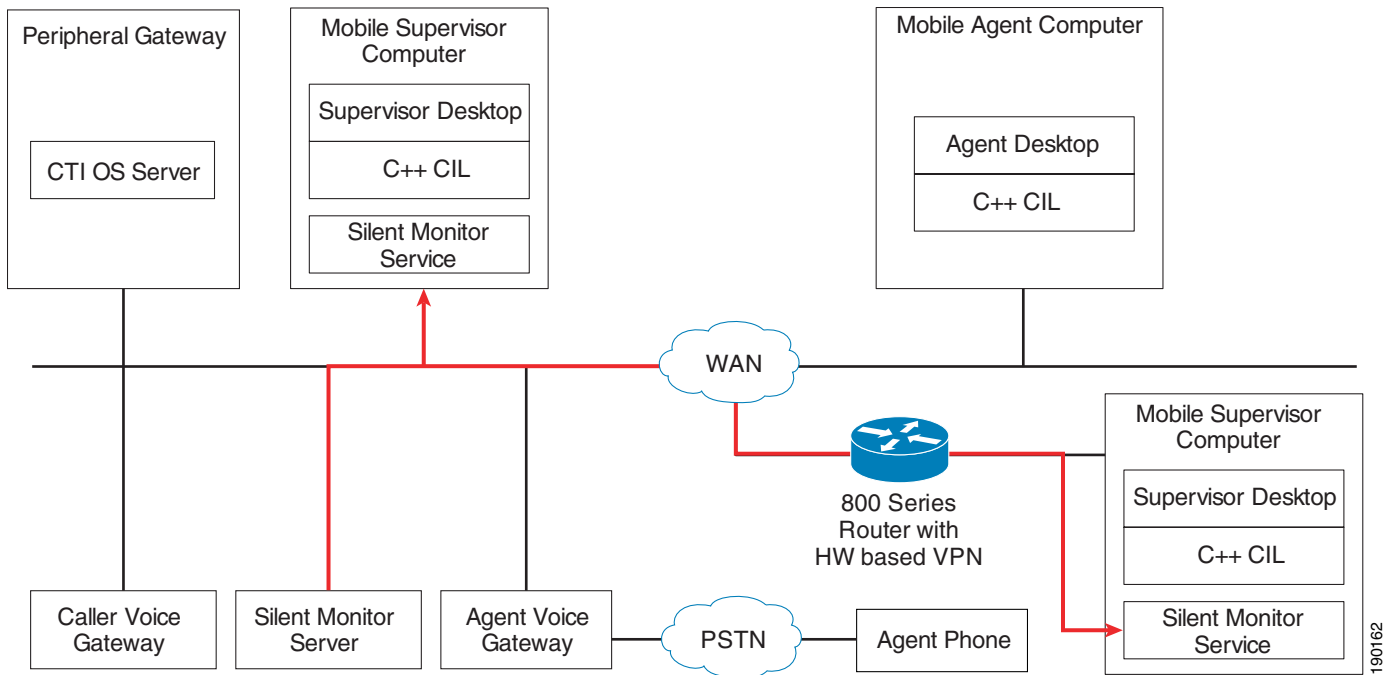 Peripheral Gateway
CTI OS Server
Mobile Supervisor
Computer
Supervisor Desktop
C++ CIL
Silent Monitor
Service
Mobile Agent Computer
Agent Desktop
C++ CIL
WAN
800 Series
Router with
HW based VPN
Mobile Supervisor
Computer
Supervisor Desktop
C++ CIL
Silent Monitor
Service
Caller Voice
Gateway
Silent Monitor
Server
Agent Voice
Gateway
PSTN
Agent Phone
190162